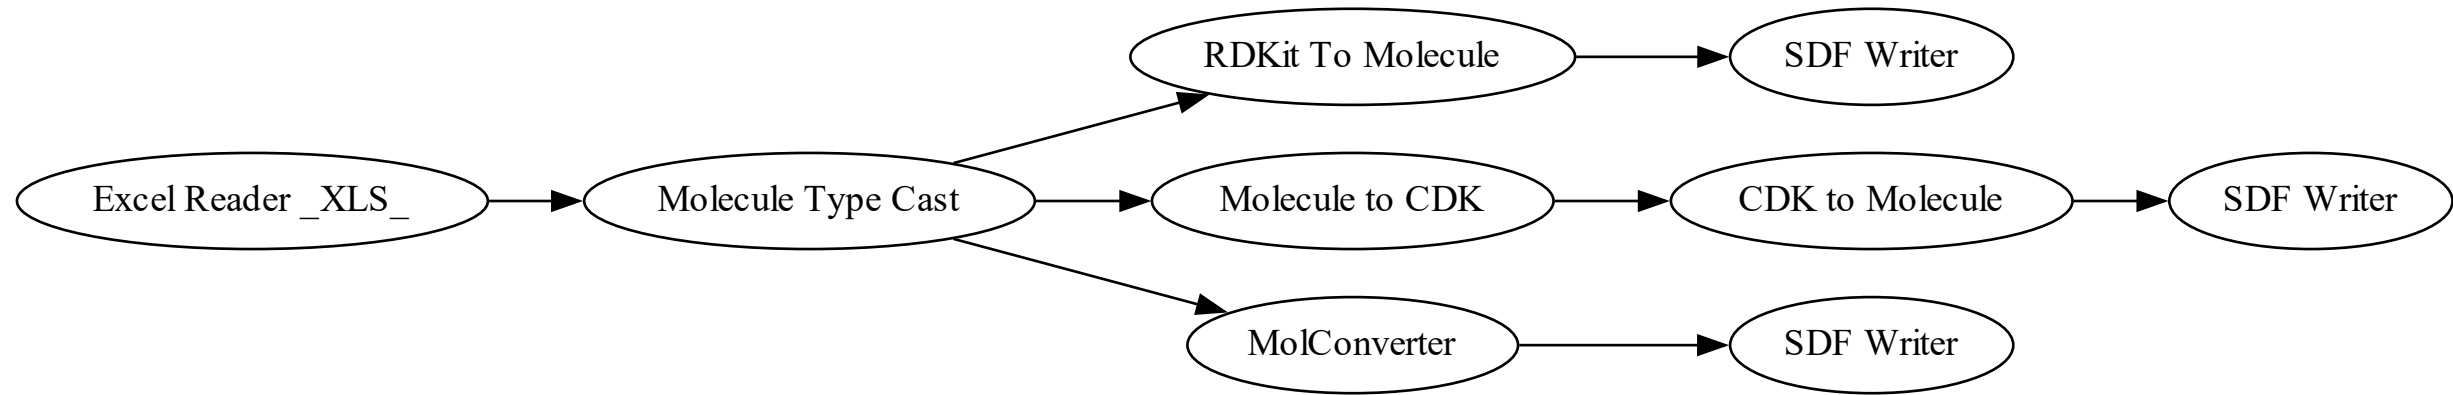 RDKit To Molecule
SDF Writer
Excel Reader _XLS_
Molecule Type Cast
Molecule to CDK
CDK to Molecule
SDF Writer
MolConverter
SDF Writer